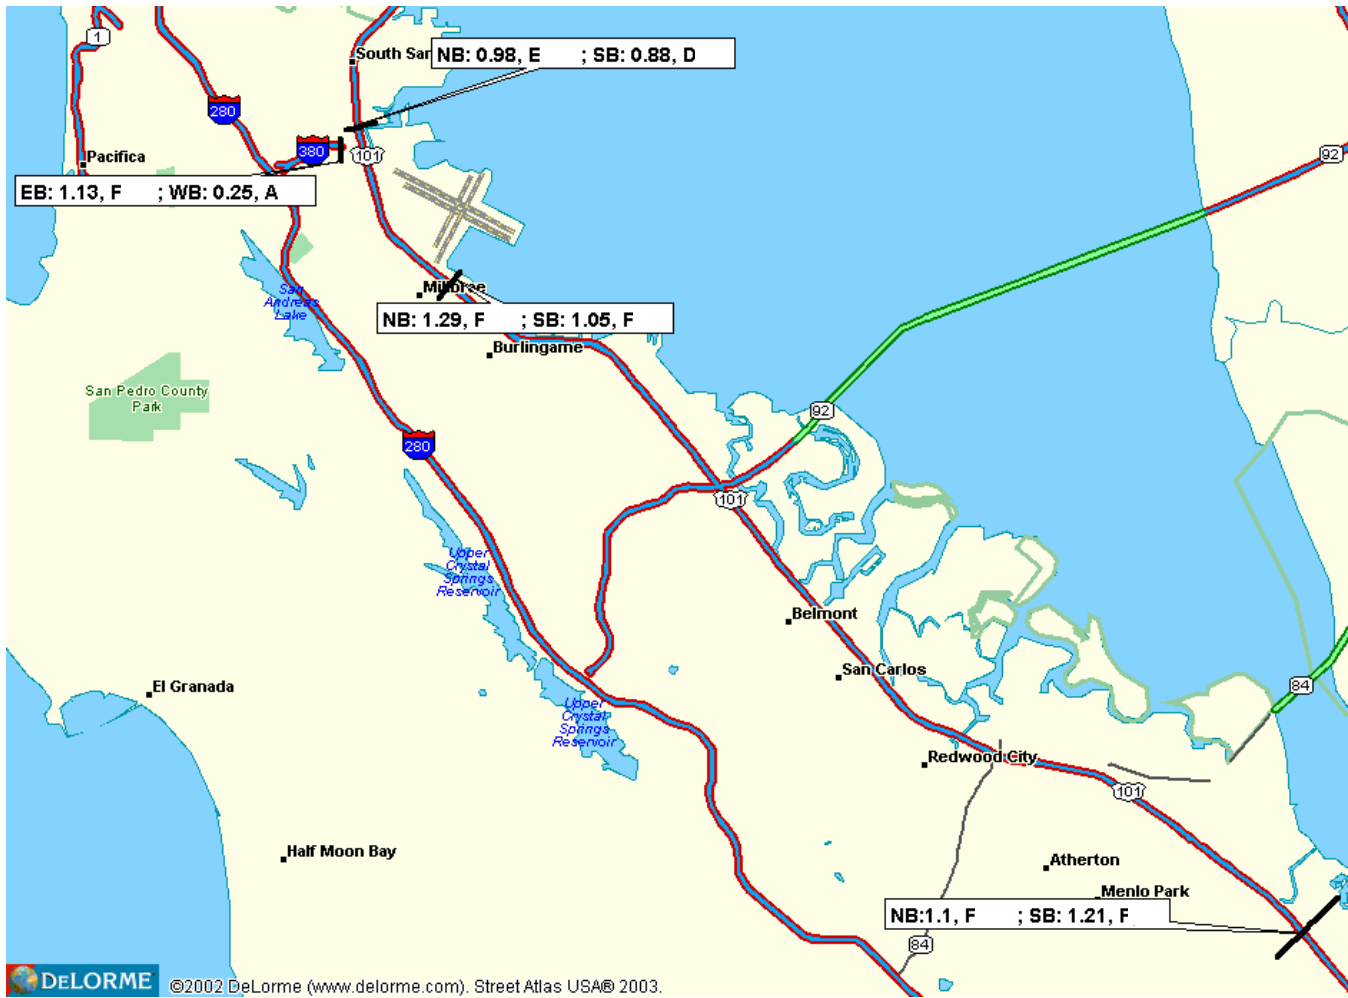 1
South Sar
NB: 0.98, E ; SB: 0.88, D
280
380
101
Pacifica
92
EB: 1.13, F ; WB: 0.25, A
San
Andreas
Lake
Millbrae
NB: 1.29, F ; SB: 1.05, F
Burlingame
San Pedro County
Park
92
280
101
Upper
Crystal
Springs
Reservoir
Belmont
San Carlos
El Granada
84
Upper
Crystal
Springs
Reservoir
Redwood City
101
Half Moon Bay
Atherton
Menlo Park
NB:1.1, F ; SB: 1.21, F
84
DELORME
©2002 DeLorme (www.delorme.com). Street Atlas USA® 2003.